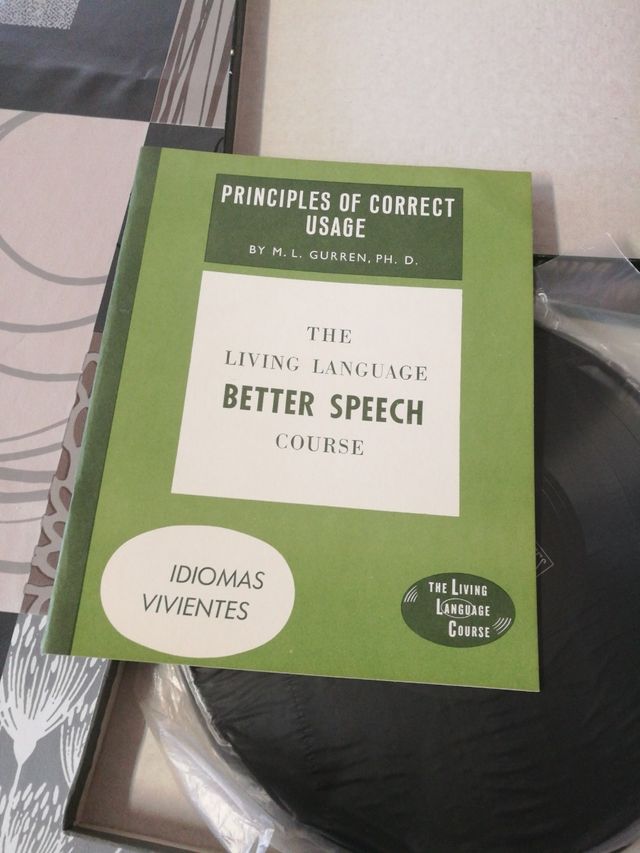 PRINCIPLES OF CORRECT
USAGE
BY M. L. GURREN, PH. D.
THE
LIVING LANGUAGE
BETTER SPEECH
COURSE
IDIOMAS
VIVIENTES
THE LIVING
LANGUAGE
COURSE